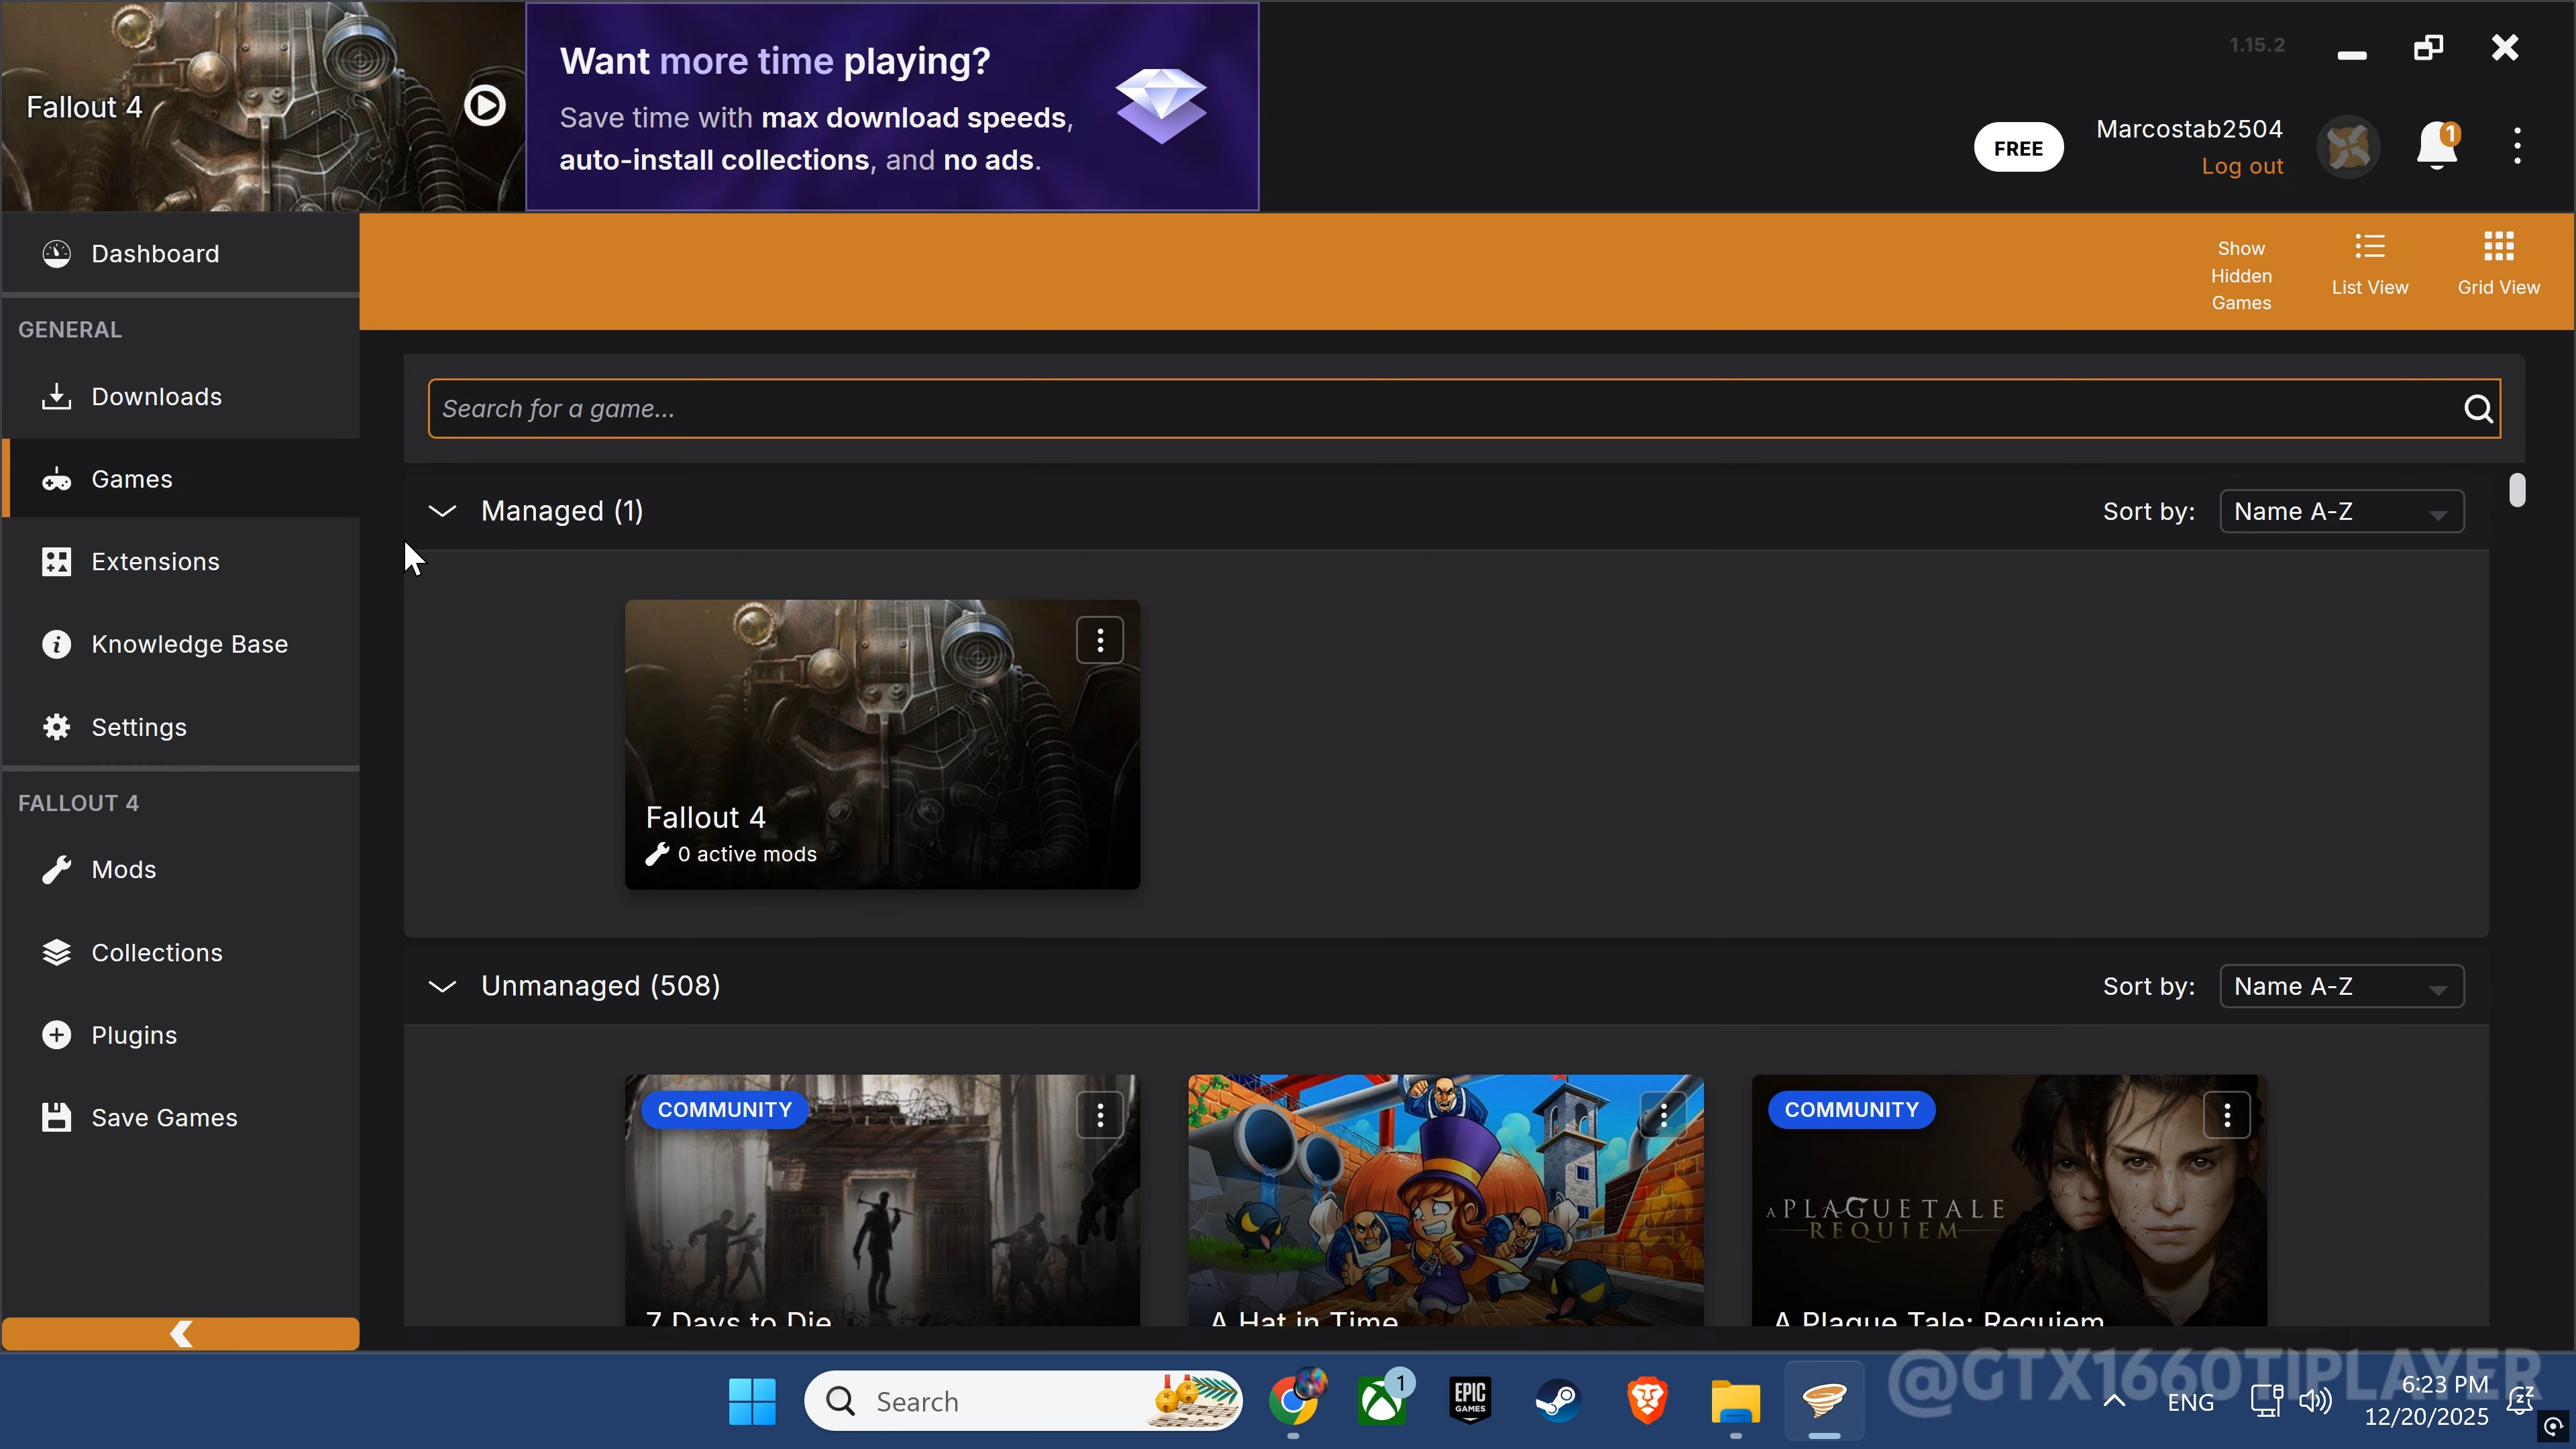 Fallout 4
Want more time playing?
Save time with max download speeds,
auto-install collections, and no ads.
1.15.2
FREE
Marcostab2504
Log out
1
Dashboard
GENERAL
Downloads
Games
Extensions
Knowledge Base
Settings
FALLOUT 4
Mods
Collections
Plugins
Save Games
Show
Hidden
Games
List View
Grid View
Search for a game...
Managed (1)
Sort by:
Name A-Z
Fallout 4
0 active mods
Unmanaged (508)
Sort by:
Name A-Z
COMMUNITY
7 Days to Die
A Hat in Time
COMMUNITY
A PLAGUE TALE
REQUIEM
A Plague Tale: Requiem
@GTX1660TIPLAYER
Search
1
EPIC
GAMES
ENG
6:23 PM
12/20/2025